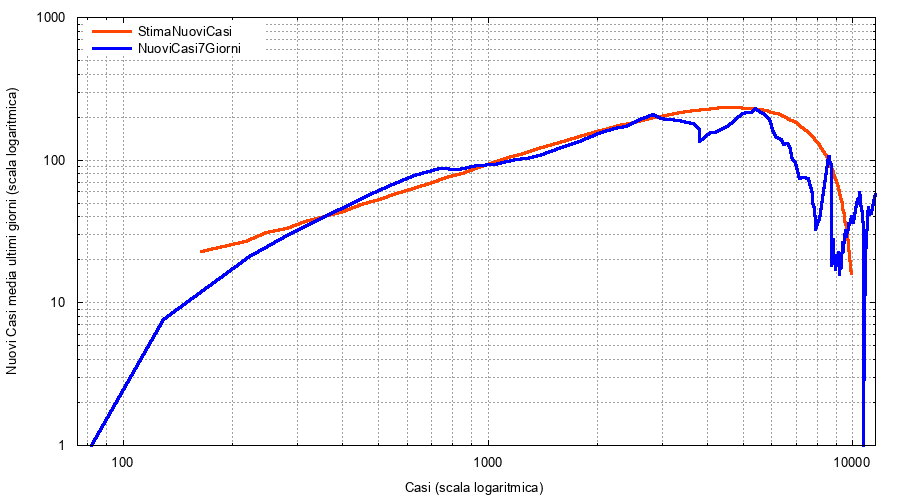 1000
StimaNuoviCasi
NuoviCasi7Giorni
100
10
1
Nuovi Casi media ultimi giorni (scala logaritmica)
100
1000
10000
Casi (scala logaritmica)